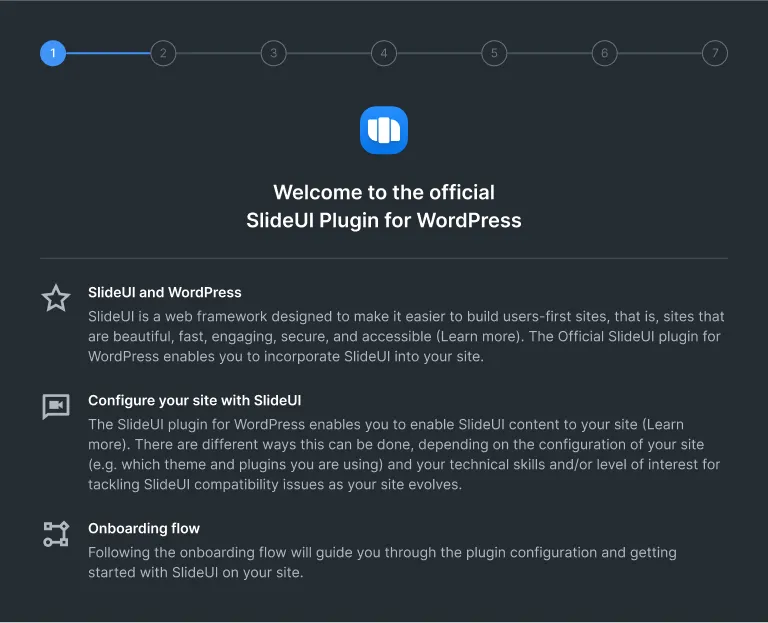 1 2 3 4 5 6 7
Welcome to the official
SlideUI Plugin for WordPress
SlideUI and WordPress
SlideUI is a web framework designed to make it easier to build users-first sites, that is, sites that
are beautiful, fast, engaging, secure, and accessible (Learn more). The Official SlideUI plugin for
WordPress enables you to incorporate SlideUI into your site.
Configure your site with SlideUI
The SlideUI plugin for WordPress enables you to enable SlideUI content to your site (Learn
more). There are different ways this can be done, depending on the configuration of your site
(e.g. which theme and plugins you are using) and your technical skills and/or level of interest for
tackling SlideUI compatibility issues as your site evolves.
Onboarding flow
Following the onboarding flow will guide you through the plugin configuration and getting
started with SlideUI on your site.